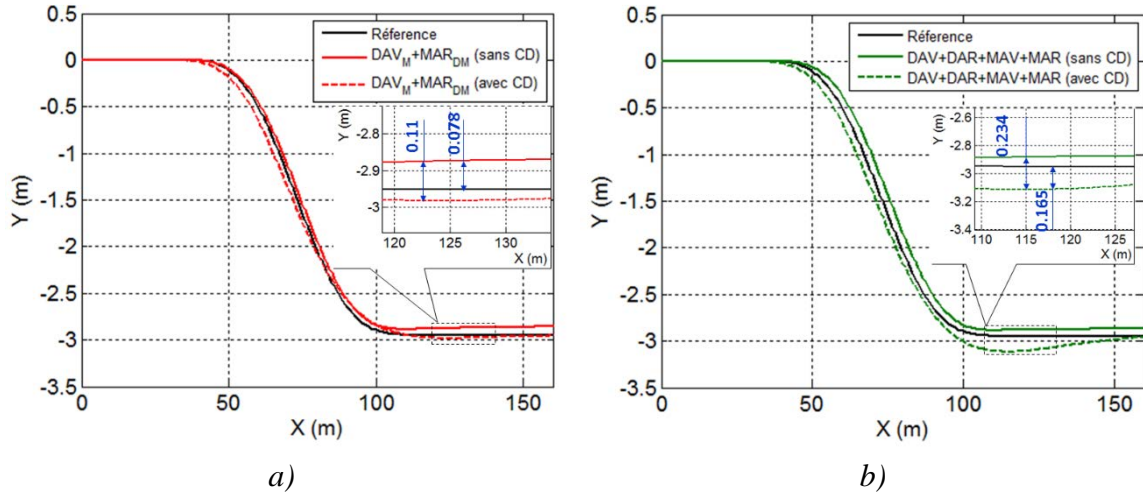 0.5
0
-0.5
-1
-1.5
-2
-2.5
-3
-3.5
0
50
100
150
Y (m)
X (m)
Réference
DAVM+MARDM (sans CD)
DAVM+MARDM (avec CD)
Y (m)
-2.8
-2.9
-3
120
125
130
X (m)
0.11
0.078
a)
0.5
0
-0.5
-1
-1.5
-2
-2.5
-3
-3.5
0
50
100
150
Y (m)
X (m)
Réference
DAV+DAR+MAV+MAR (sans CD)
DAV+DAR+MAV+MAR (avec CD)
Y (m)
-2.6
-2.8
-3
-3.2
-3.4
110
115
120
125
X (m)
0.234
0.165
b)